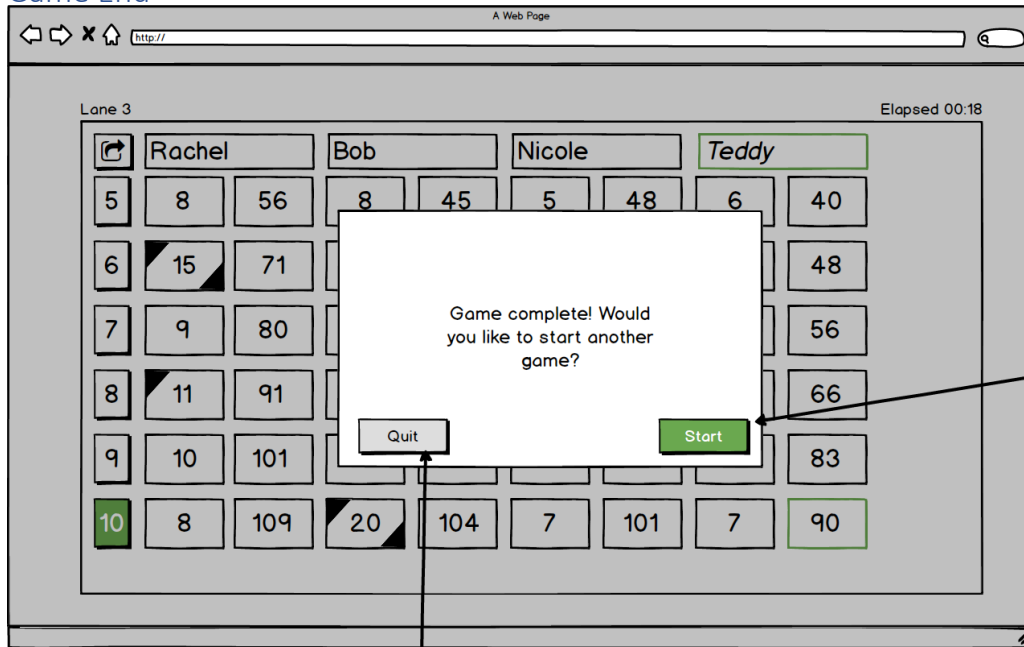 Game End
A Web Page
http://
Lane 3 Elapsed 00:18
Rachel Bob Nicole Teddy
5 8 56 8 45 5 48 6 40
6 15 71 48
7 9 80 56
Game complete! Would
you like to start another
game?
8 11 91 66
Quit Start
9 10 101 83
10 8 109 20 104 7 101 7 90